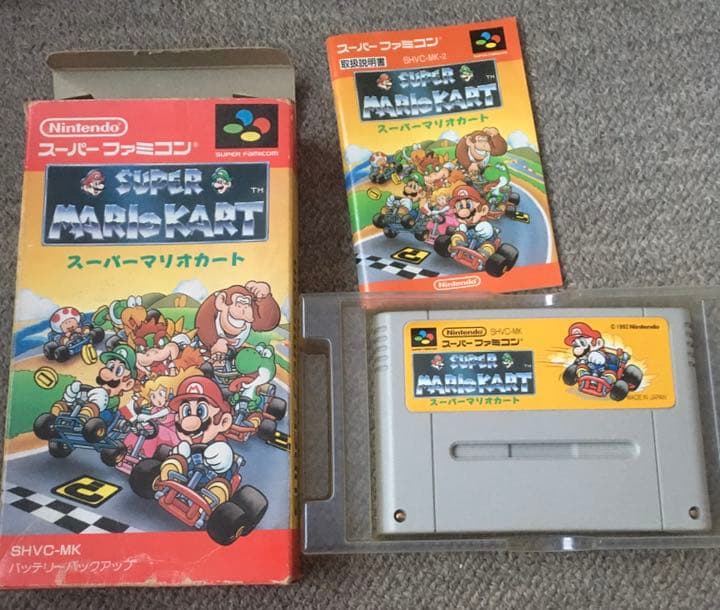 Nintendo
スーパーファミコン®
SUPER FAMICOM
SUPER
MARIO KART
TM
スーパーマリオカート
SHVC-MK
バッテリーバックアップ
スーパーファミコン®
取扱説明書
SHVC-MK-2
SUPER
MARIO KART
TM
スーパーマリオカート
Nintendo
Nintendo
SHVC-MK
スーパーファミコン®
© 1992 Nintendo
SUPER
MARIO KART
TM
スーパーマリオカート
MADE IN JAPAN